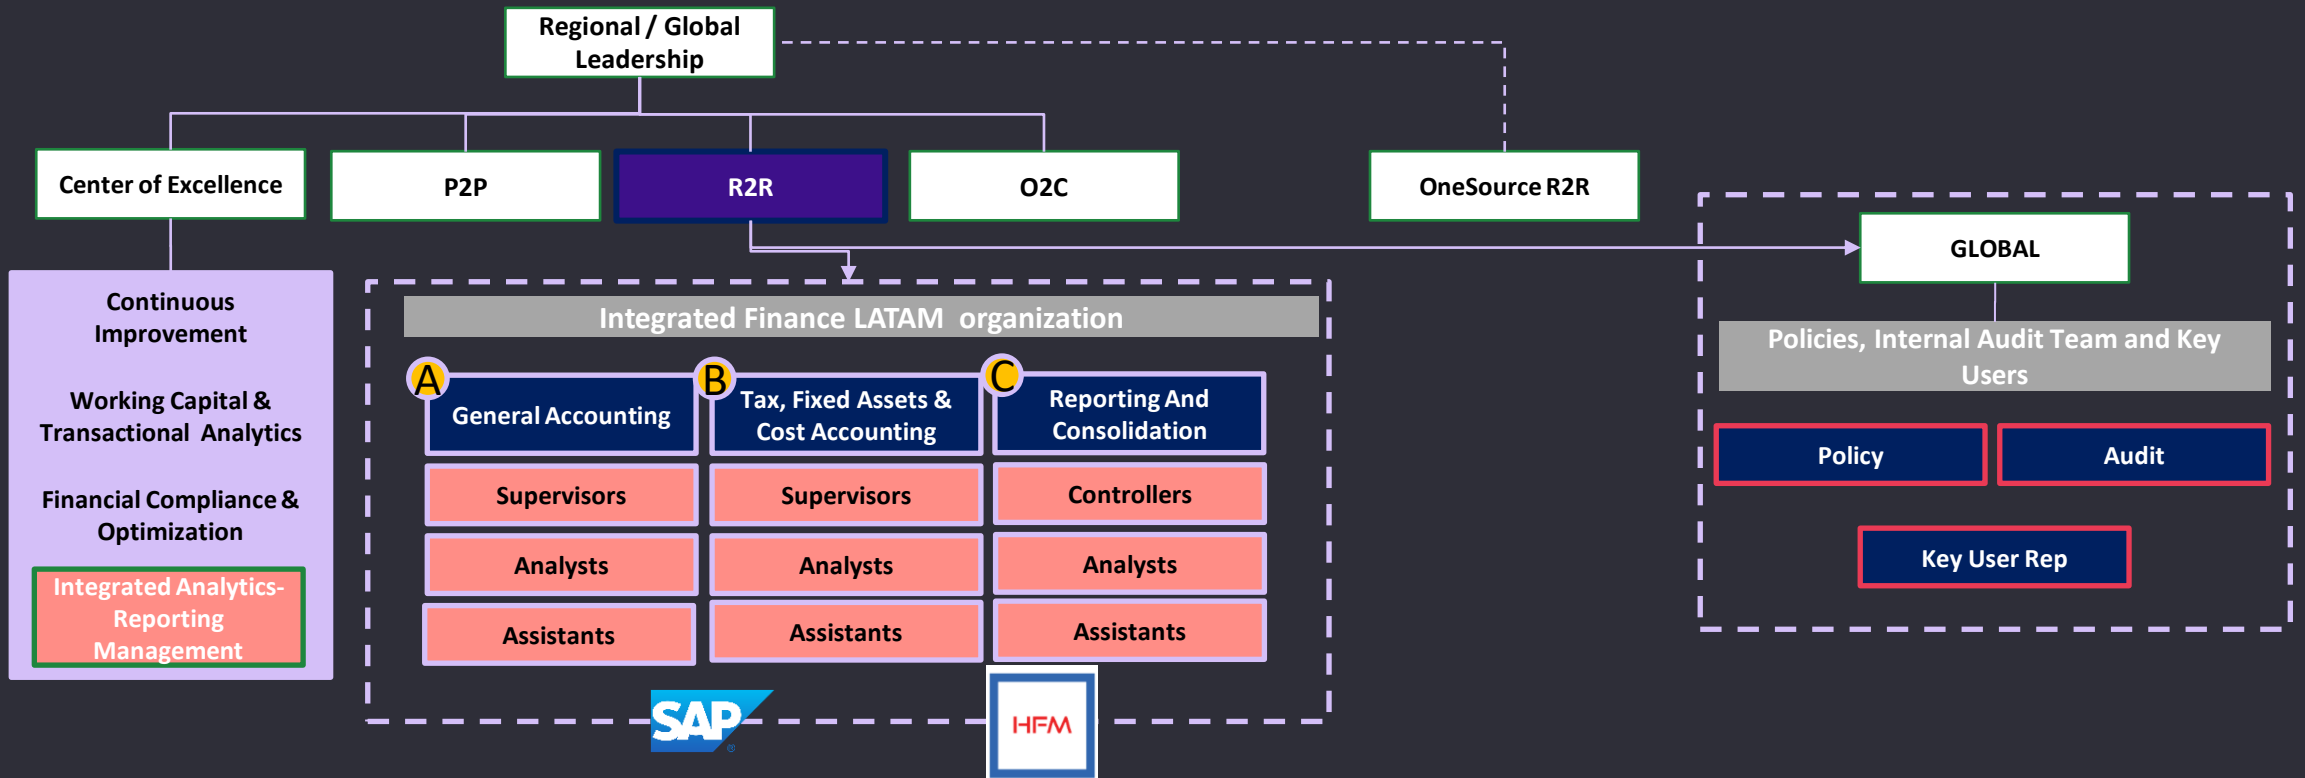 Regional / Global
Leadership
Center of Excellence
P2P
R2R
O2C
OneSource R2R
GLOBAL
Continuous
Improvement
Working Capital &
Transactional Analytics
Financial Compliance &
Optimization
Integrated Analytics-
Reporting
Management
Integrated Finance LATAM organization
A
General Accounting
Supervisors
Analysts
Assistants
B
Tax, Fixed Assets &
Cost Accounting
Supervisors
Analysts
Assistants
C
Reporting And
Consolidation
Controllers
Analysts
Assistants
SAP®
HFM
Policies, Internal Audit Team and Key
Users
Policy
Audit
Key User Rep